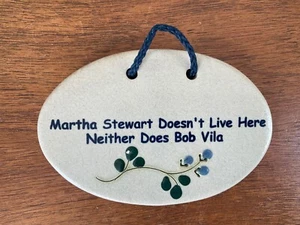 Martha Stewart Doesn't Live Here
Neither Does Bob Vila